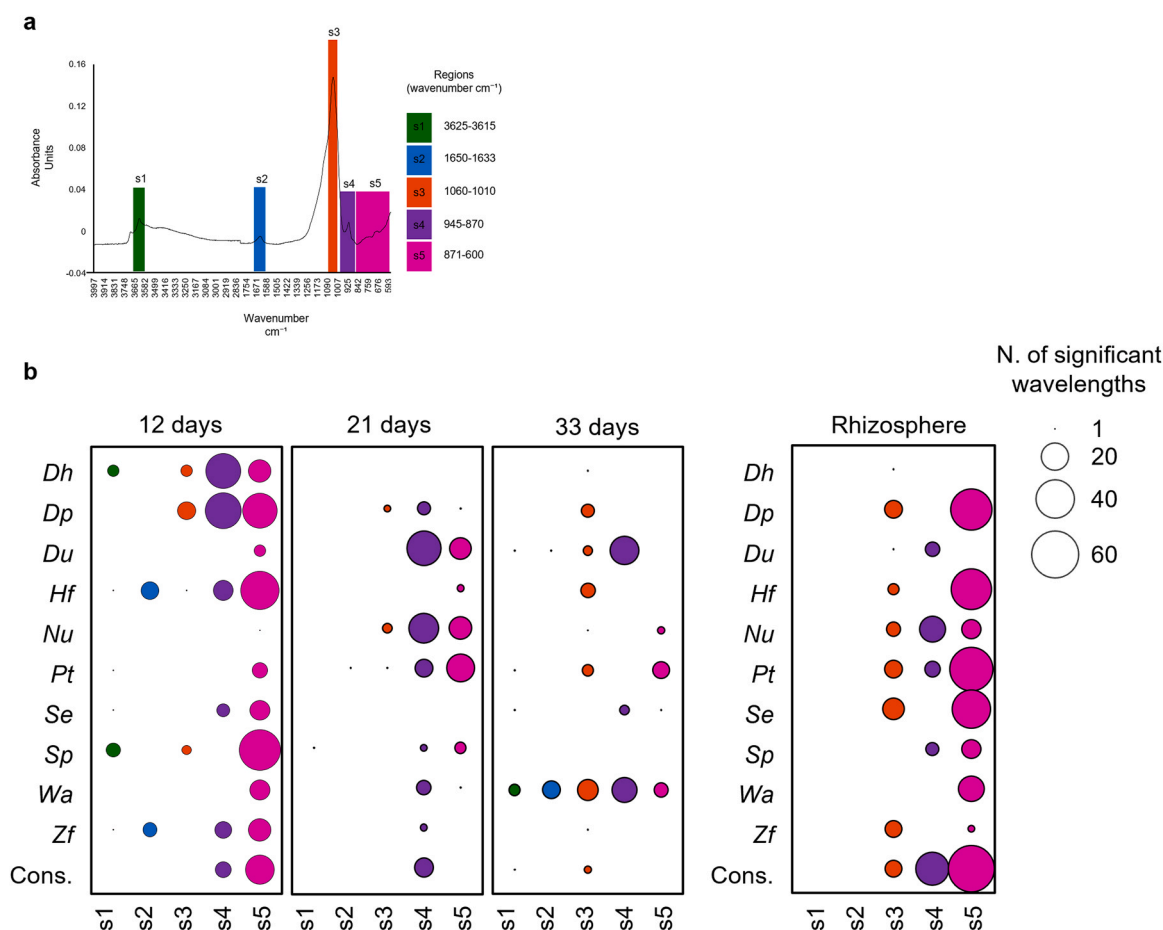 a
s3
0.16
0.12
0.08
0.04
0
-0.04
Absorbance
Units
s1
s2
s4
s5
3997
3914
3831
3748
3665
3582
3499
3416
3333
3250
3167
3084
3001
2919
2836
1754
1671
1588
1505
1422
1339
1256
1173
1090
1007
925
842
759
676
593
Wavenumber
cm⁻¹
Regions
(wavenumber cm⁻¹)
s1 3625-3615
s2 1650-1633
s3 1060-1010
s4 945-870
s5 871-600
b
12 days
21 days
33 days
Rhizosphere
Dh
Dp
Du
Hf
Nu
Pt
Se
Sp
Wa
Zf
Cons.
s1 s2 s3 s4 s5
s1 s2 s3 s4 s5
s1 s2 s3 s4 s5
Dh
Dp
Du
Hf
Nu
Pt
Se
Sp
Wa
Zf
Cons.
s1 s2 s3 s4 s5
N. of significant
wavelengths
1
20
40
60